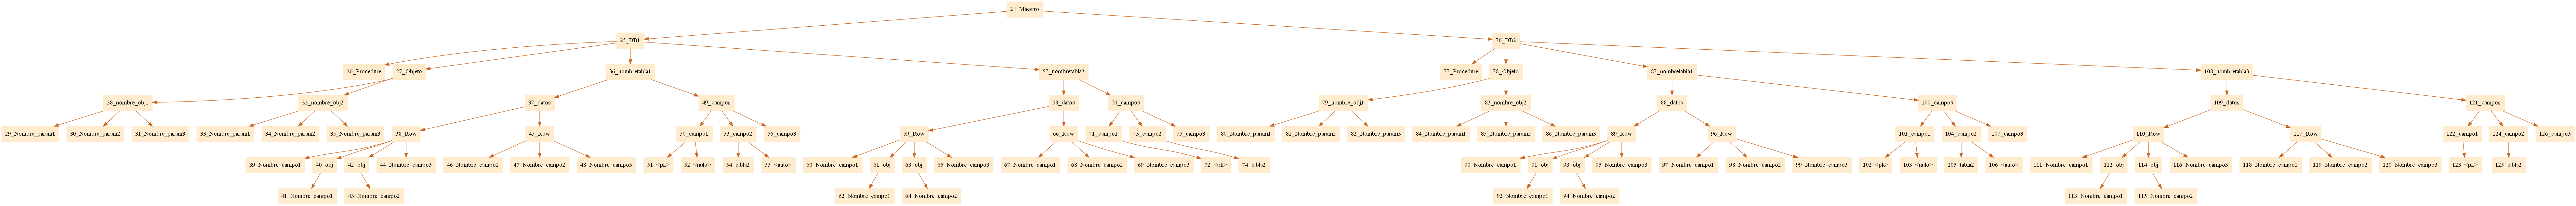 24_Maestro
25_DB1
76_DB2
26_Procedure
27_Objeto
36_nombretabla1
57_nombretabla3
77_Procedure
78_Objeto
87_nombretabla1
108_nombretabla3
28_nombre_obj1
32_nombre_obj2
37_datos
49_campos
58_datos
70_campos
79_nombre_obj1
83_nombre_obj2
88_datos
100_campos
109_datos
121_campos
29_Nombre_param1
30_Nombre_param2
31_Nombre_param3
33_Nombre_param1
34_Nombre_param2
35_Nombre_param3
38_Row
45_Row
50_campo1
53_campo2
56_campo3
59_Row
66_Row
71_campo1
73_campo2
75_campo3
80_Nombre_param1
81_Nombre_param2
82_Nombre_param3
84_Nombre_param1
85_Nombre_param2
86_Nombre_param3
89_Row
96_Row
101_campo1
104_campo2
107_campo3
110_Row
117_Row
122_campo1
124_campo2
126_campo3
39_Nombre_campo1
40_obj
42_obj
44_Nombre_campo3
46_Nombre_campo1
47_Nombre_campo2
48_Nombre_campo3
51_<pk>
52_<auto>
54_tabla2
55_<auto>
60_Nombre_campo1
61_obj
63_obj
65_Nombre_campo3
67_Nombre_campo1
68_Nombre_campo2
69_Nombre_campo3
72_<pk>
74_tabla2
90_Nombre_campo1
91_obj
93_obj
95_Nombre_campo3
97_Nombre_campo1
98_Nombre_campo2
99_Nombre_campo3
102_<pk>
103_<auto>
105_tabla2
106_<auto>
111_Nombre_campo1
112_obj
114_obj
116_Nombre_campo3
118_Nombre_campo1
119_Nombre_campo2
120_Nombre_campo3
123_<pk>
125_tabla2
41_Nombre_campo1
43_Nombre_campo2
62_Nombre_campo1
64_Nombre_campo2
92_Nombre_campo1
94_Nombre_campo2
113_Nombre_campo1
115_Nombre_campo2